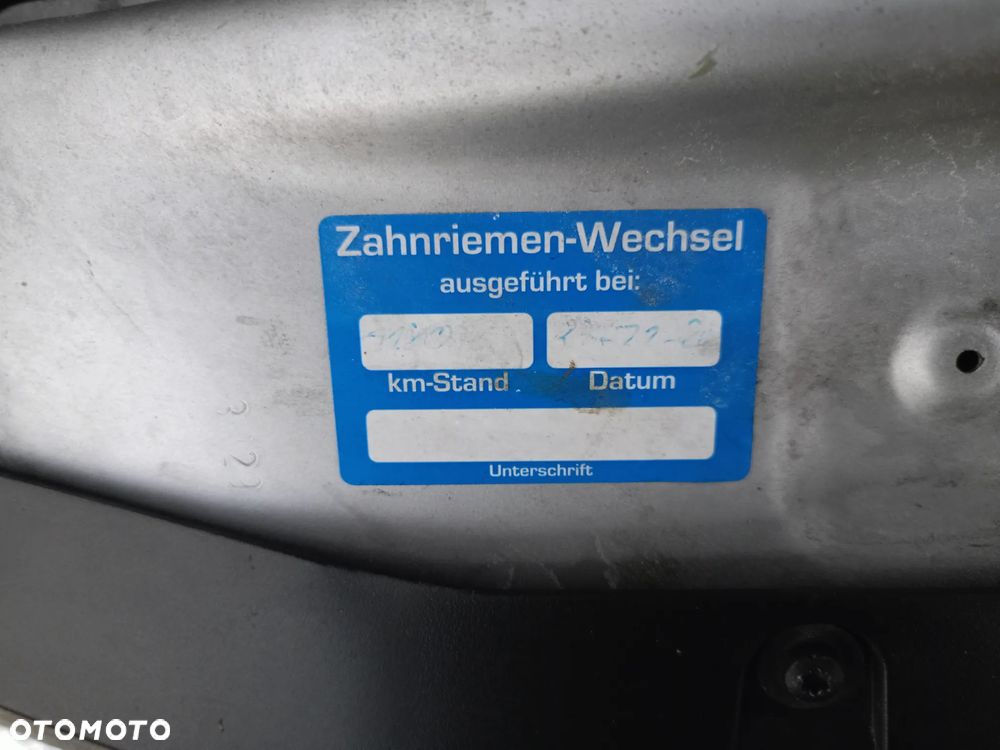 Zahnriemen-Wechsel
ausgeführt bei:
km-Stand Datum
Unterschrift
OTOMOTO